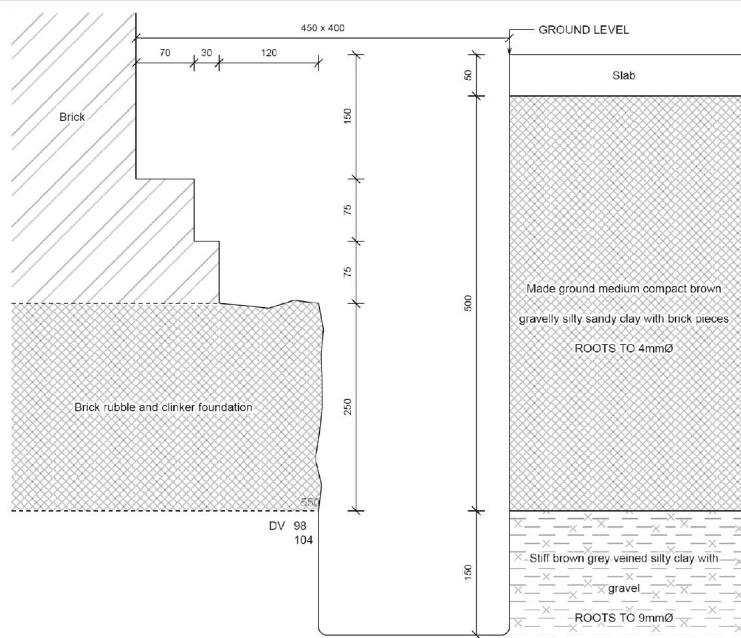 450 x 400
GROUND LEVEL
70
30
120
50
Slab
150
Brick
75
75
500
Made ground medium compact brown
gravelly silty sandy clay with brick pieces
ROOTS TO 4mmØ
250
Brick rubble and clinker foundation
550
DV 98
104
150
Stiff brown grey veined silty clay with
gravel
ROOTS TO 9mmØ